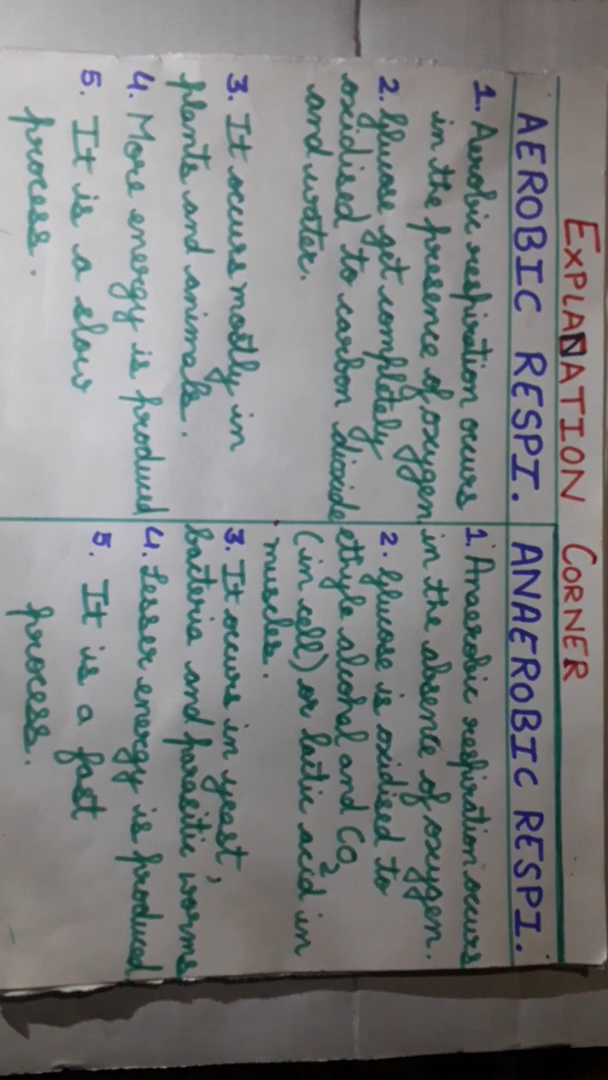 EXPLANATION CORNER
AEROBIC RESPI.
1. Aerobic respiration occurs
in the presence of oxygen
2. Glucose get completely
oxidised to carbon dioxide
and water.
3. It occurs mostly in
plants and animals.
4. More energy is produced
5. It is a slow
process.
ANAEROBIC RESPI.
1. Anaerobic respiration occurs
in the absence of oxygen.
2. Glucose is oxidised to
ethyle alcohol and CO2
(in cell) or lactic acid in
muscles.
3. It occurs in yeast,
bacteria and parasitic worms
4. Lesser energy is produced
5. It is a fast
process.